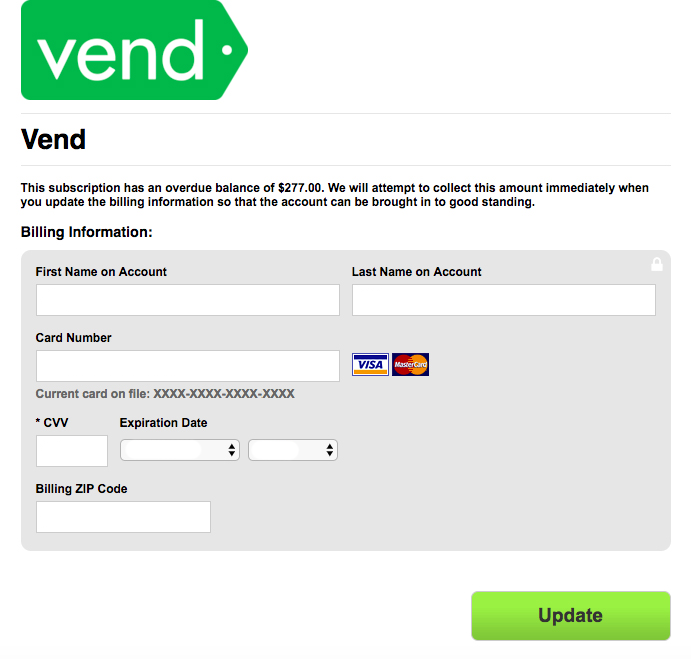 vend
Vend
This subscription has an overdue balance of $277.00. We will attempt to collect this amount immediately when
you update the billing information so that the account can be brought in to good standing.
Billing Information:
First Name on Account
Last Name on Account
Card Number
VISA
MasterCard
Current card on file: XXXX-XXXX-XXXX-XXXX
* CVV
Expiration Date
Billing ZIP Code
Update